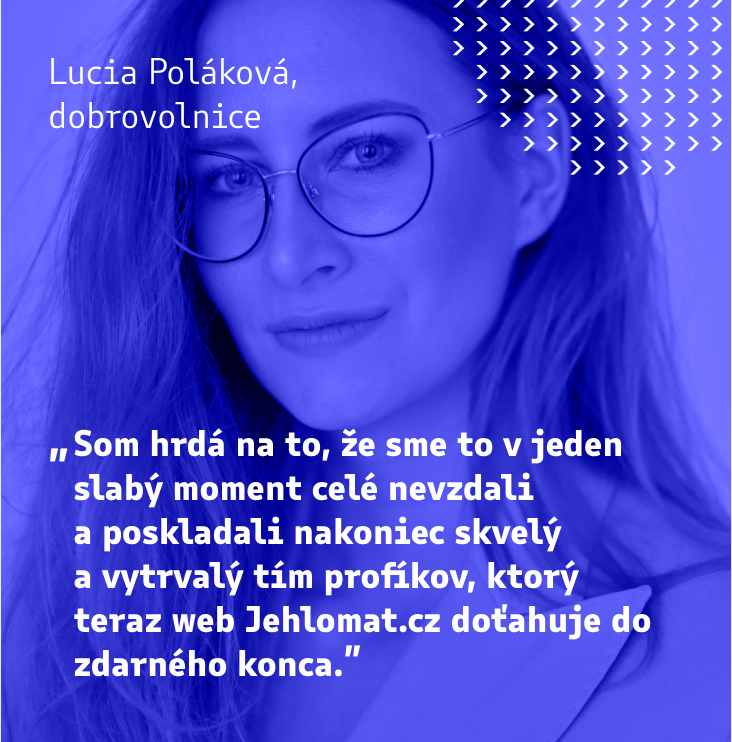 Lucia Poláková,
dobrovolnice
„Som hrdá na to, že sme to v jeden
slabý moment celé nevzdali
a poskladali nakoniec skvelý
a vytrvalý tím profíkov, ktorý
teraz web Jehlomat.cz doťahuje do
zdarného konca.”